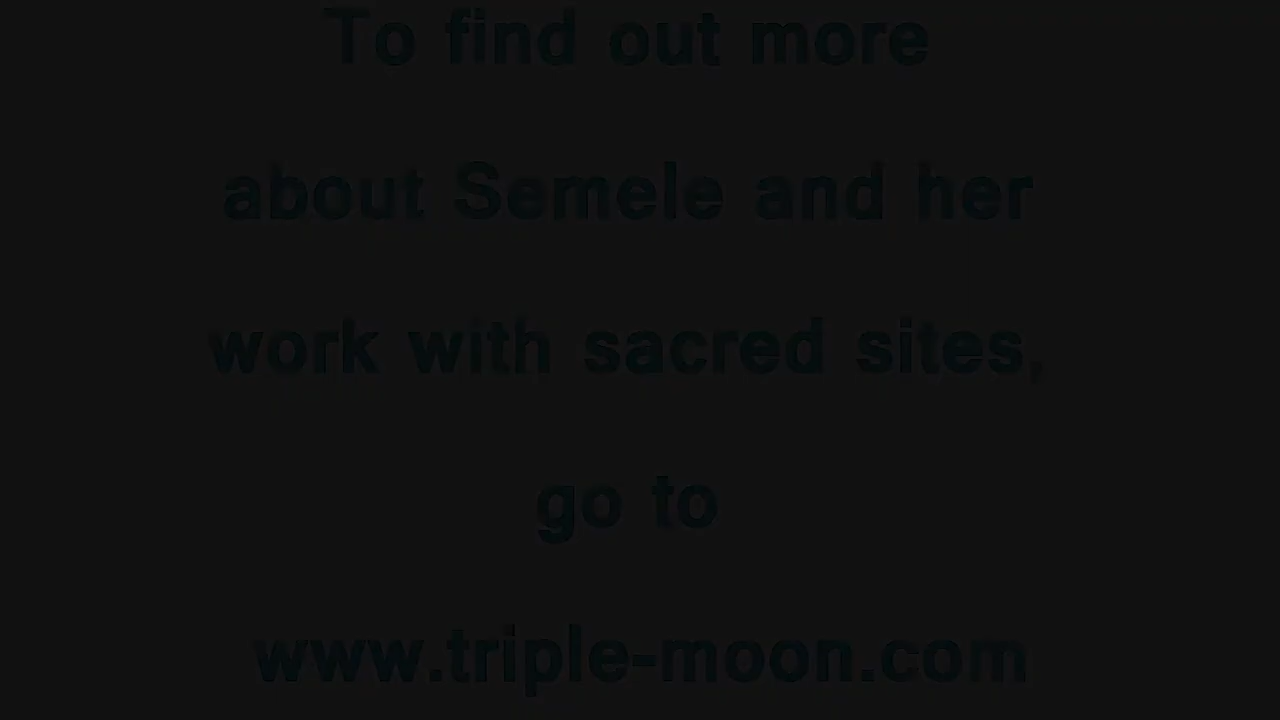 To find out more
about Semele and her
work with sacred sites,
go to
www.triple-moon.com